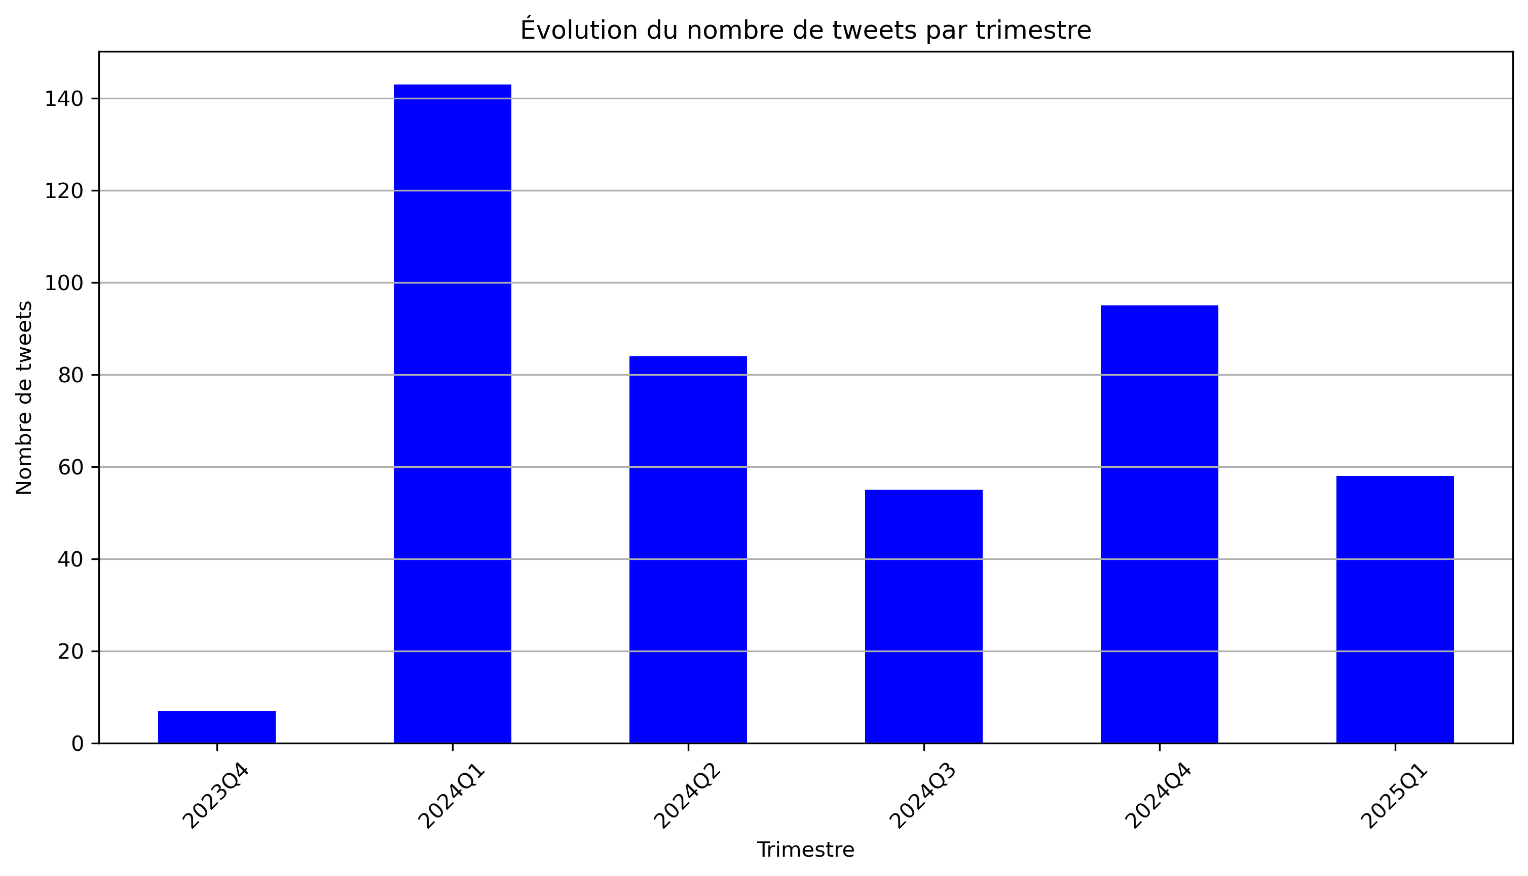 Évolution du nombre de tweets par trimestre
Nombre de tweets
140
120
100
80
60
40
20
0
2023Q4
2024Q1
2024Q2
2024Q3
2024Q4
2025Q1
Trimestre